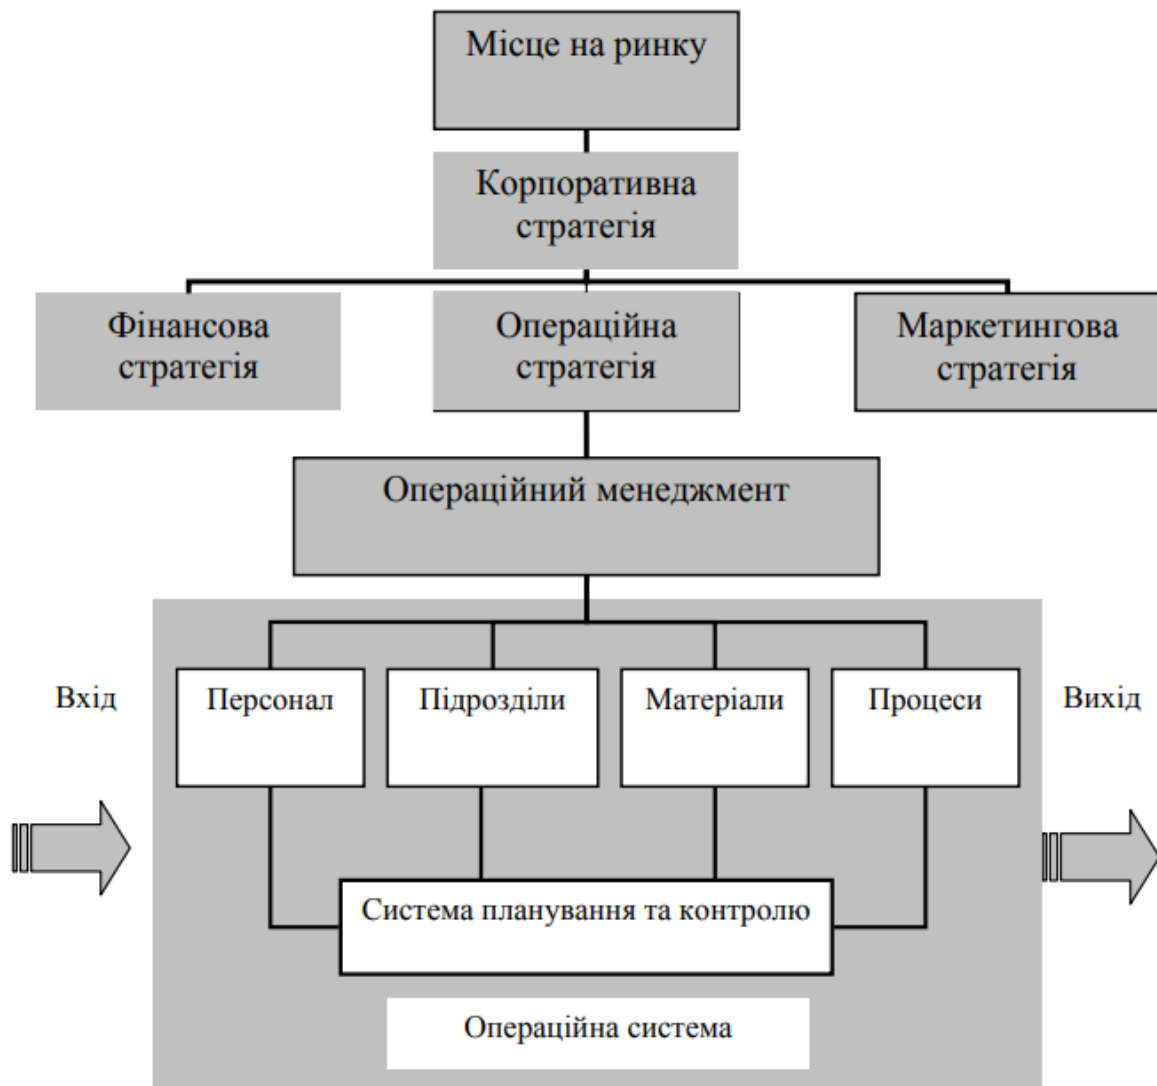 Місце на ринку
Корпоративна
стратегія
Фінансова
стратегія
Операційна
стратегія
Маркетингова
стратегія
Операційний менеджмент
Вхід
Персонал
Підрозділи
Матеріали
Процеси
Вихід
Система планування та контролю
Операційна система